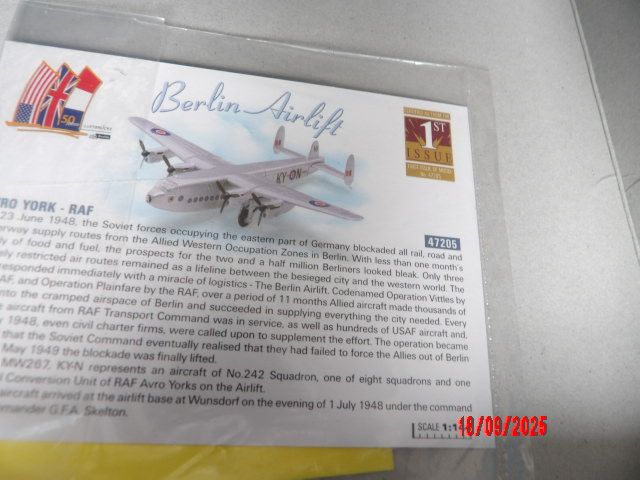 Berlin Airlift
50
1ST
ISSUE
FIRST ISSUE OF MODEL
No. 47205
KY N
RO YORK - RAF
47205
23 June 1948, the Soviet forces occupying the eastern part of Germany blockaded all rail, road and
erway supply routes from the Allied Western Occupation Zones in Berlin. With less than one month's
ly of food and fuel, the prospects for the two and a half million Berliners looked bleak. Only three
ely restricted air routes remained as a lifeline between the besieged city and the western world. The
responded immediately with a miracle of logistics - The Berlin Airlift. Codenamed Operation Vittles by
AF, and Operation Plainfare by the RAF, over a period of 11 months Allied aircraft made thousands of
nto the cramped airspace of Berlin and succeeded in supplying everything the city needed. Every
e aircraft from RAF Transport Command was in service, as well as hundreds of USAF aircraft and,
r 1948, even civil charter firms, were called upon to supplement the effort. The operation became
that the Soviet Command eventually realised that they had failed to force the Allies out of Berlin
May 1949 the blockade was finally lifted.
MW267, KY-N represents an aircraft of No.242 Squadron, one of eight squadrons and one
l Conversion Unit of RAF Avro Yorks on the Airlift.
aircraft arrived at the airlift base at Wunsdorf on the evening of 1 July 1948 under the command
mander G.F.A. Skelton.
SCALE 1:14
18/09/2025